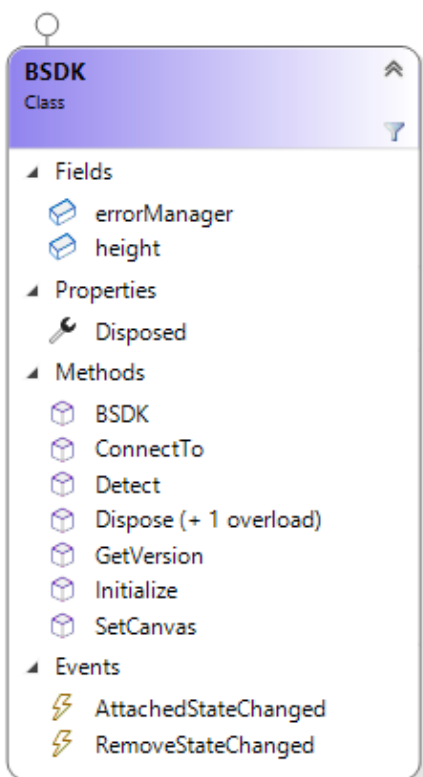 BSDK
Class
Fields
errorManager
height
Properties
Disposed
Methods
BSDK
ConnectTo
Detect
Dispose (+ 1 overload)
GetVersion
Initialize
SetCanvas
Events
AttachedStateChanged
RemoveStateChanged